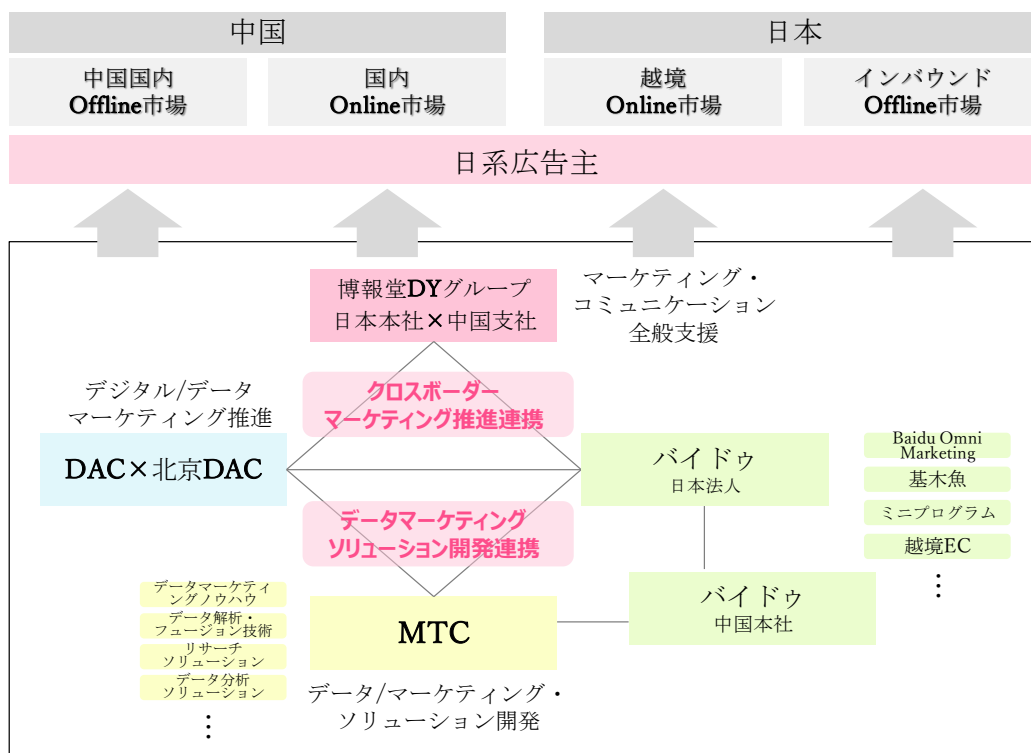 中国
日本
中国国内
Offline市場
国内
Online市場
越境
Online市場
インバウンド
Offline市場
日系広告主
博報堂DYグループ
日本本社×中国支社
マーケティング・
コミュニケーション
全般支援
デジタル/データ
マーケティング推進
クロスボーダー
マーケティング推進連携
DAC×北京DAC
バイドゥ
日本法人
Baidu Omni
Marketing
基木魚
ミニプログラム
越境EC
⋮
データマーケティング
ソリューション開発連携
バイドゥ
中国本社
データマーケティ
ングノウハウ
データ解析・
フュージョン技術
リサーチ
ソリューション
データ分析
ソリューション
⋮
MTC
データ/マーケティング・
ソリューション開発